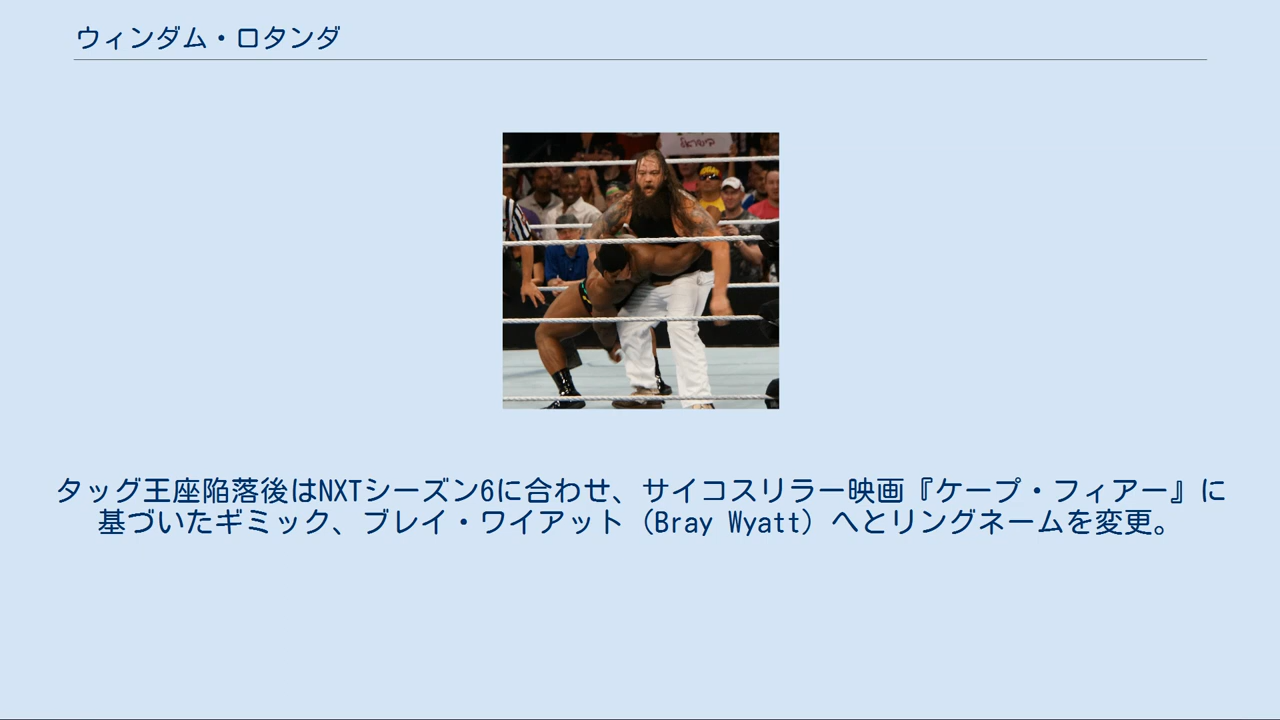 ウィンダム・ロタンダ
タッグ王座陥落後はNXTシーズン6に合わせ、サイコスリラー映画『ケープ・フィアー』に
基づいたギミック、ブレイ・ワイアット（Bray Wyatt）へとリングネームを変更。